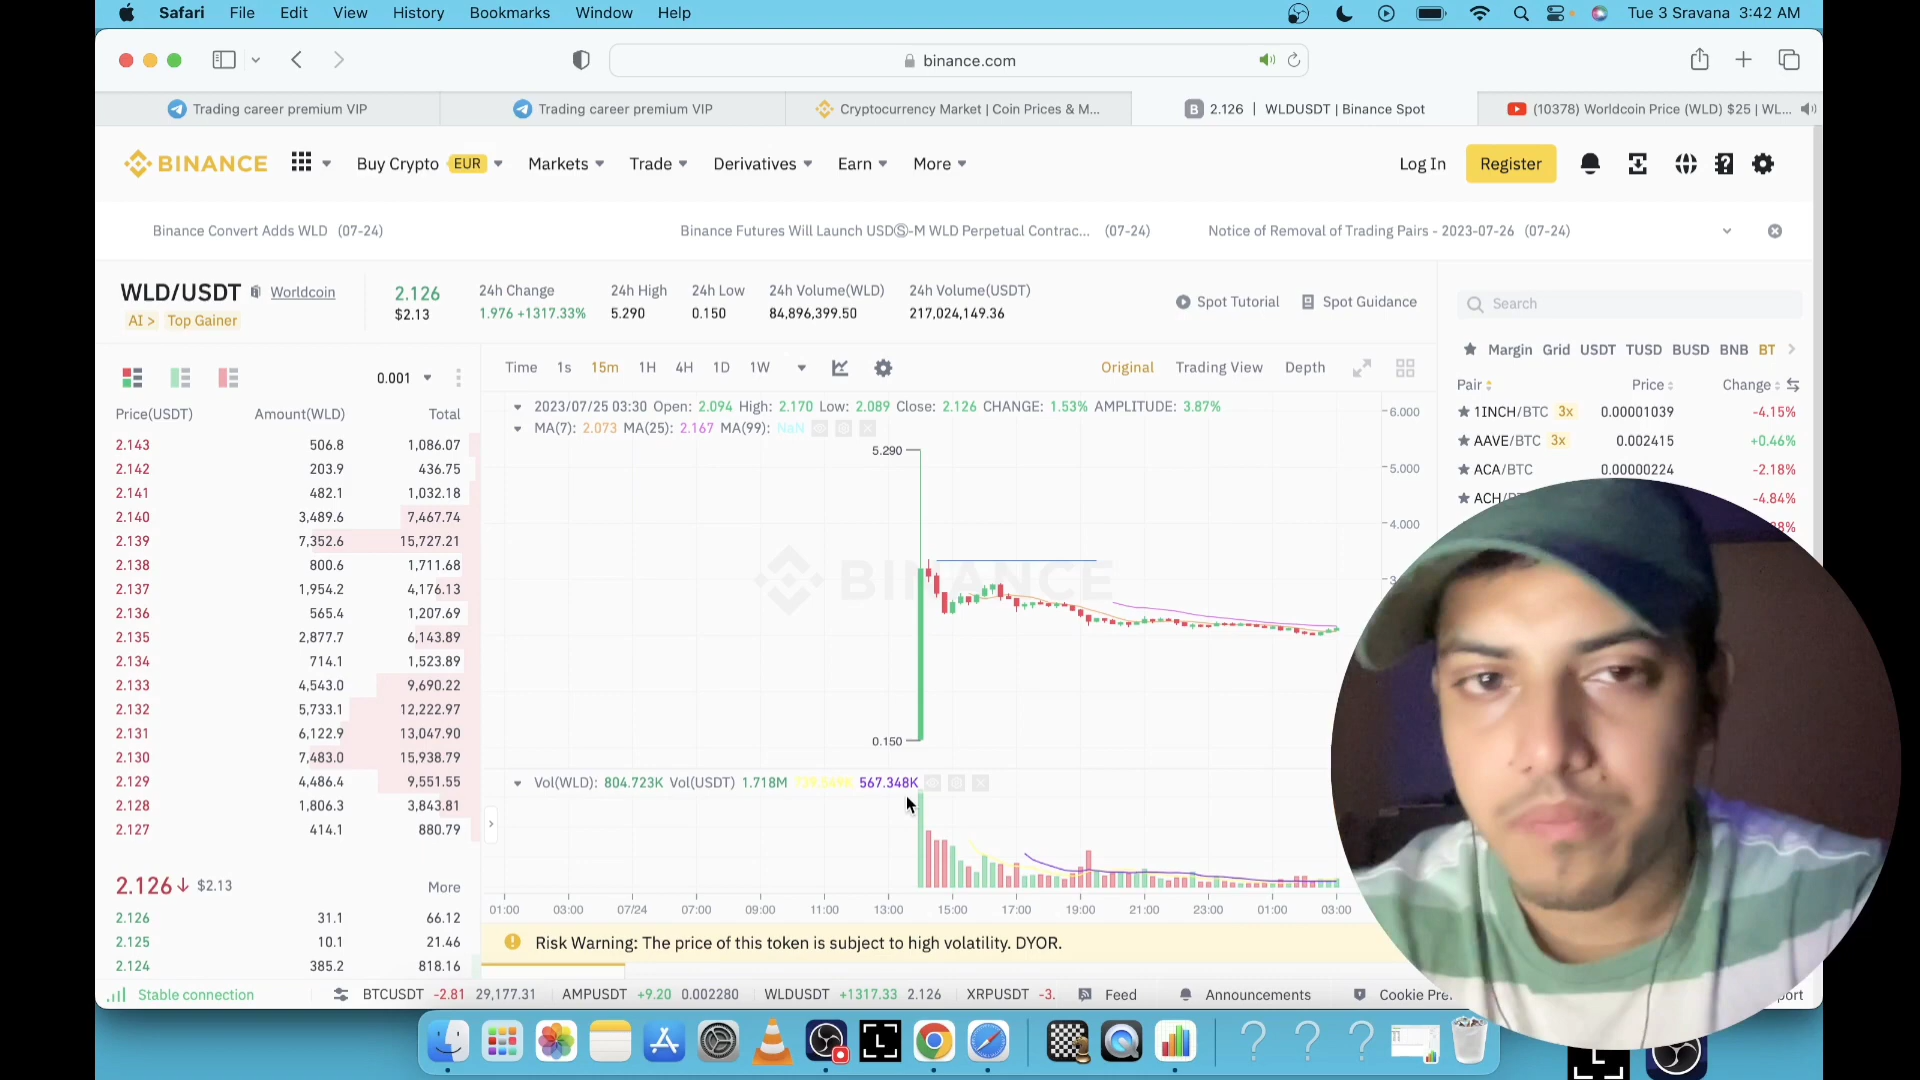 Safari File Edit View History Bookmarks Window Help Tue 3 Sravana 3:42 AM
binance.com
Trading career premium VIP
Trading career premium VIP
Cryptocurrency Market | Coin Prices & M...
B 2.126 | WLDUSDT | Binance Spot
(10378) Worldcoin Price (WLD) $25 | WL...
BINANCE Buy Crypto EUR Markets Trade Derivatives Earn More Log In Register
Binance Convert Adds WLD (07-24)
Binance Futures Will Launch USDⓈ-M WLD Perpetual Contrac... (07-24)
Notice of Removal of Trading Pairs - 2023-07-26 (07-24)
WLD/USDT Worldcoin
AI > Top Gainer
2.126
$2.13
24h Change
1.976 +1317.33%
24h High
5.290
24h Low
0.150
24h Volume(WLD)
84,896,399.50
24h Volume(USDT)
217,024,149.36
Spot Tutorial Spot Guidance
Search
0.001
Price(USDT) Amount(WLD) Total
2.143 506.8 1,086.07
2.142 203.9 436.75
2.141 482.1 1,032.18
2.140 3,489.6 7,467.74
2.139 7,352.6 15,727.21
2.138 800.6 1,711.68
2.137 1,954.2 4,176.13
2.136 565.4 1,207.69
2.135 2,877.7 6,143.89
2.134 714.1 1,523.89
2.133 4,543.0 9,690.22
2.132 5,733.1 12,222.97
2.131 6,122.9 13,047.90
2.130 7,483.0 15,938.79
2.129 4,486.4 9,551.55
2.128 1,806.3 3,843.81
2.127 414.1 880.79
2.126 $2.13 More
2.126 31.1 66.12
2.125 10.1 21.46
2.124 385.2 818.16
Time 1s 15m 1H 4H 1D 1W Original Trading View Depth
2023/07/25 03:30 Open: 2.094 High: 2.170 Low: 2.089 Close: 2.126 CHANGE: 1.53% AMPLITUDE: 3.87%
MA(7): 2.073 MA(25): 2.167 MA(99): NaN
6.000
5.290
5.000
4.000
BINANCE
0.150
Vol(WLD): 804.723K Vol(USDT) 1.718M 567.348K
01:00 03:00 07/24 07:00 09:00 11:00 13:00 15:00 17:00 19:00 21:00 23:00 01:00 03:00
Risk Warning: The price of this token is subject to high volatility. DYOR.
Margin Grid USDT TUSD BUSD BNB BT
Pair Price Change
1INCH/BTC 3x 0.00001039 -4.15%
AAVE/BTC 3x 0.002415 +0.46%
ACA/BTC 0.00000224 -2.18%
-4.84%
Stable connection BTCUSDT -2.81 29,177.31 AMPUSDT +9.20 0.002280 WLDUSDT +1317.33 2.126 XRPUSDT -3. Feed Announcements Cookie Pre